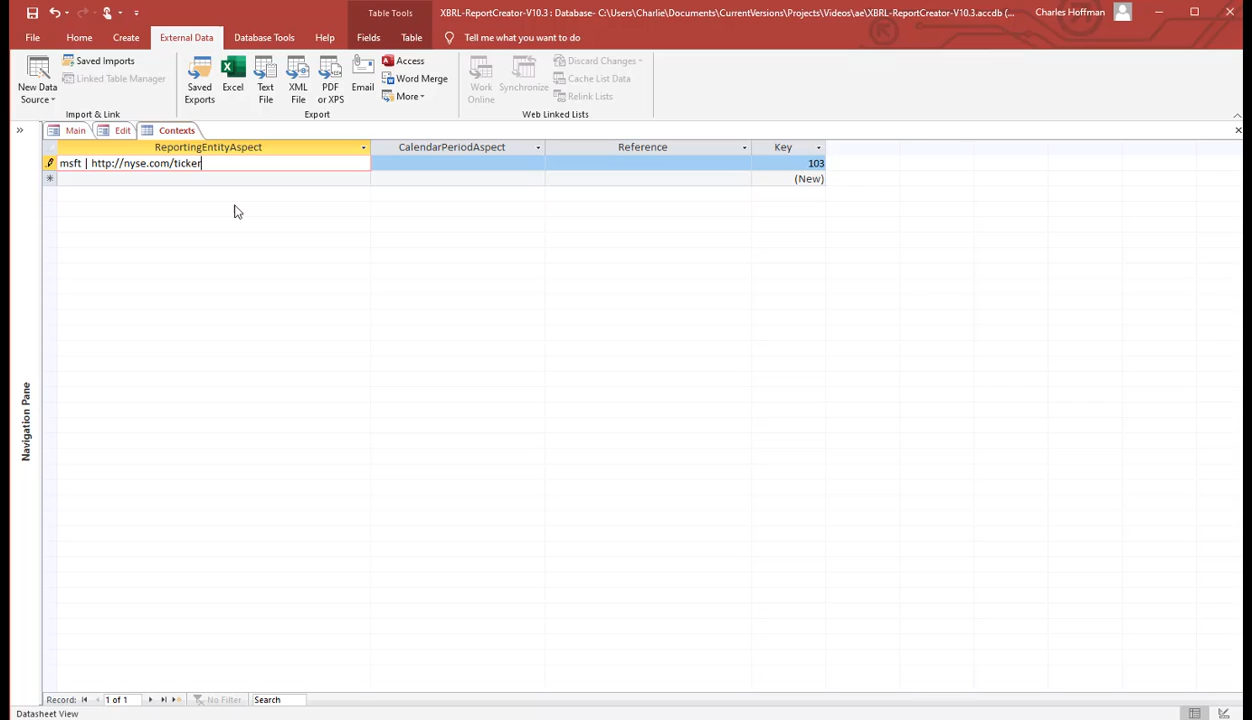 Table Tools
XBRL-ReportCreator-V10.3 : Database- C:\Users\Charlie\Documents\CurrentVersions\Projects\Videos\ae\XBRL-ReportCreator-V10.3.accdb (...
Charles Hoffman
File Home Create External Data Database Tools Help Fields Table Tell me what you want to do
New Data Source
Saved Imports
Linked Table Manager
Import & Link
Saved Exports
Excel
Text File
XML File
PDF or XPS
Email
Access
Word Merge
More
Export
Work Online
Synchronize
Discard Changes
Cache List Data
Relink Lists
Web Linked Lists
Main Edit Contexts
ReportingEntityAspect CalendarPeriodAspect Reference Key
msft | http://nyse.com/ticker 103
(New)
Navigation Pane
Record: 1 of 1 No Filter Search
Datasheet View